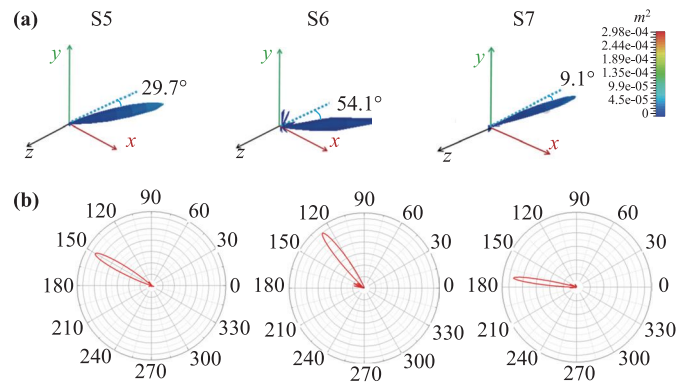 (a) S5 S6 S7 m²
2.98e-04
2.44e-04
1.89e-04
1.35e-04
9.9e-05
4.5e-05
0
y 29.7° x z
y 54.1° x z
y 9.1° x z
(b)
90 60 30 0 330 300 270 240 210 180 150 120
90 60 30 0 330 300 270 240 210 180 150 120
90 60 30 0 330 300 270 240 210 180 150 120